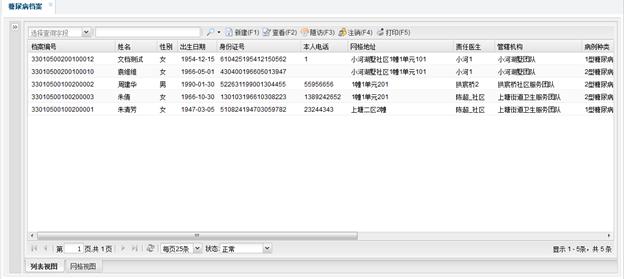 糖尿病档案
选择查询字段 新建(F1) 查看(F2) 随访(F3) 注销(F4) 打印(F5)
档案编号 姓名 性别 出生日期 身份证号 本人电话 网格地址 责任医生 管辖机构 病例种类
33010500100200012 文档测试 女 1954-12-15 610425195412150562 1 小河湖墅社区1幢1单元101 小河1 小河湖墅团队 1型糖尿病
33010500100200010 袁姐姐 女 1966-05-01 430400196605013947 小河湖墅社区1幢1单元101 小河1 小河湖墅团队 2型糖尿病
33010500100200002 周建华 男 1990-01-30 522631199001304455 55956656 1幢1单元201 拱宸桥2 拱宸桥社区服务团队 2型糖尿病
33010500100200003 朱倩 女 1966-10-30 130103196610308223 1389242652 1幢1单元201 陈超_社区 上塘街道卫生服务团队 2型糖尿病
33010500100200001 朱清芳 女 1947-03-05 510824194703059782 23244343 上塘二区2幢 陈超_社区 上塘街道卫生服务团队 1型糖尿病
第 1 页,共 1 页 每页25条 状态: 正常 显示 1 - 5条，共 5 条
列表视图 网格视图